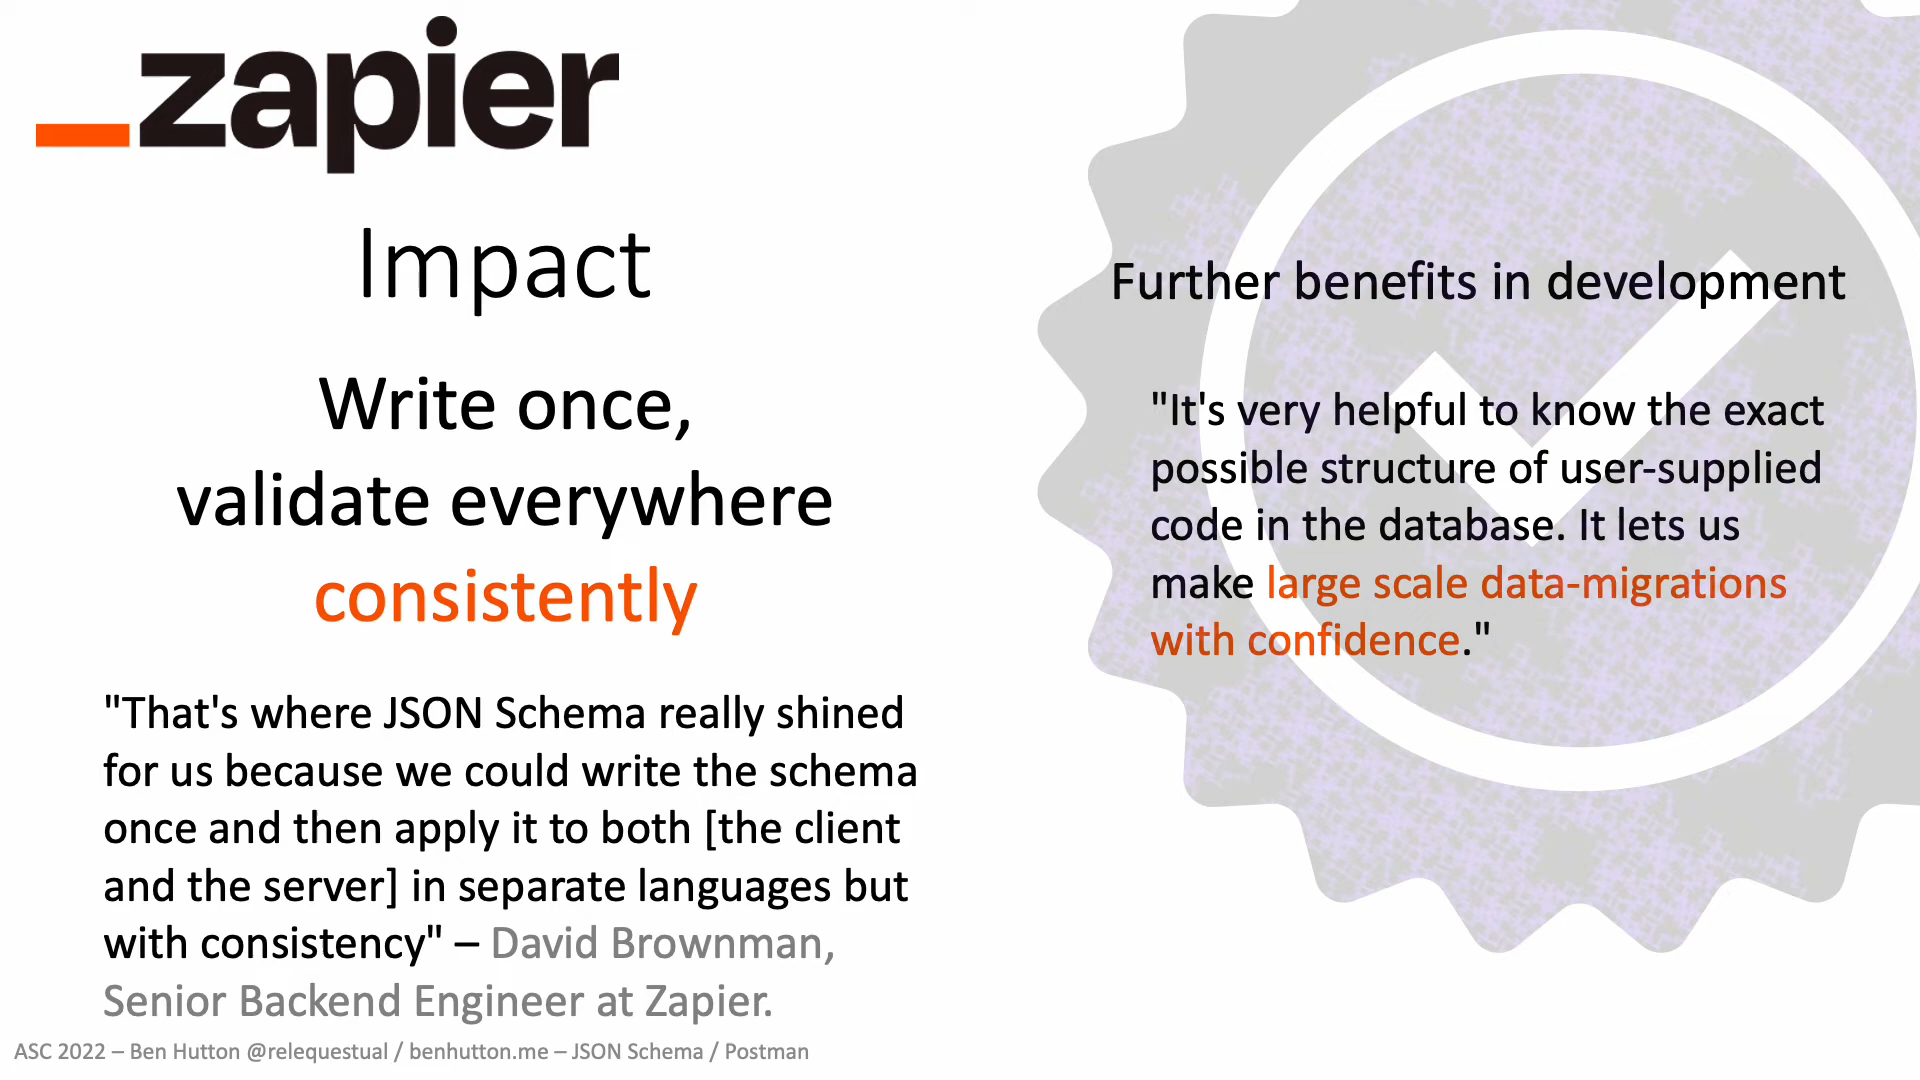 _zapier
Impact
Write once,
validate everywhere
consistently
"That's where JSON Schema really shined
for us because we could write the schema
once and then apply it to both [the client
and the server] in separate languages but
with consistency" – David Brownman,
Senior Backend Engineer at Zapier.
Further benefits in development
"It's very helpful to know the exact
possible structure of user-supplied
code in the database. It lets us
make large scale data-migrations
with confidence."
ASC 2022 – Ben Hutton @relequestual / benhutton.me – JSON Schema / Postman